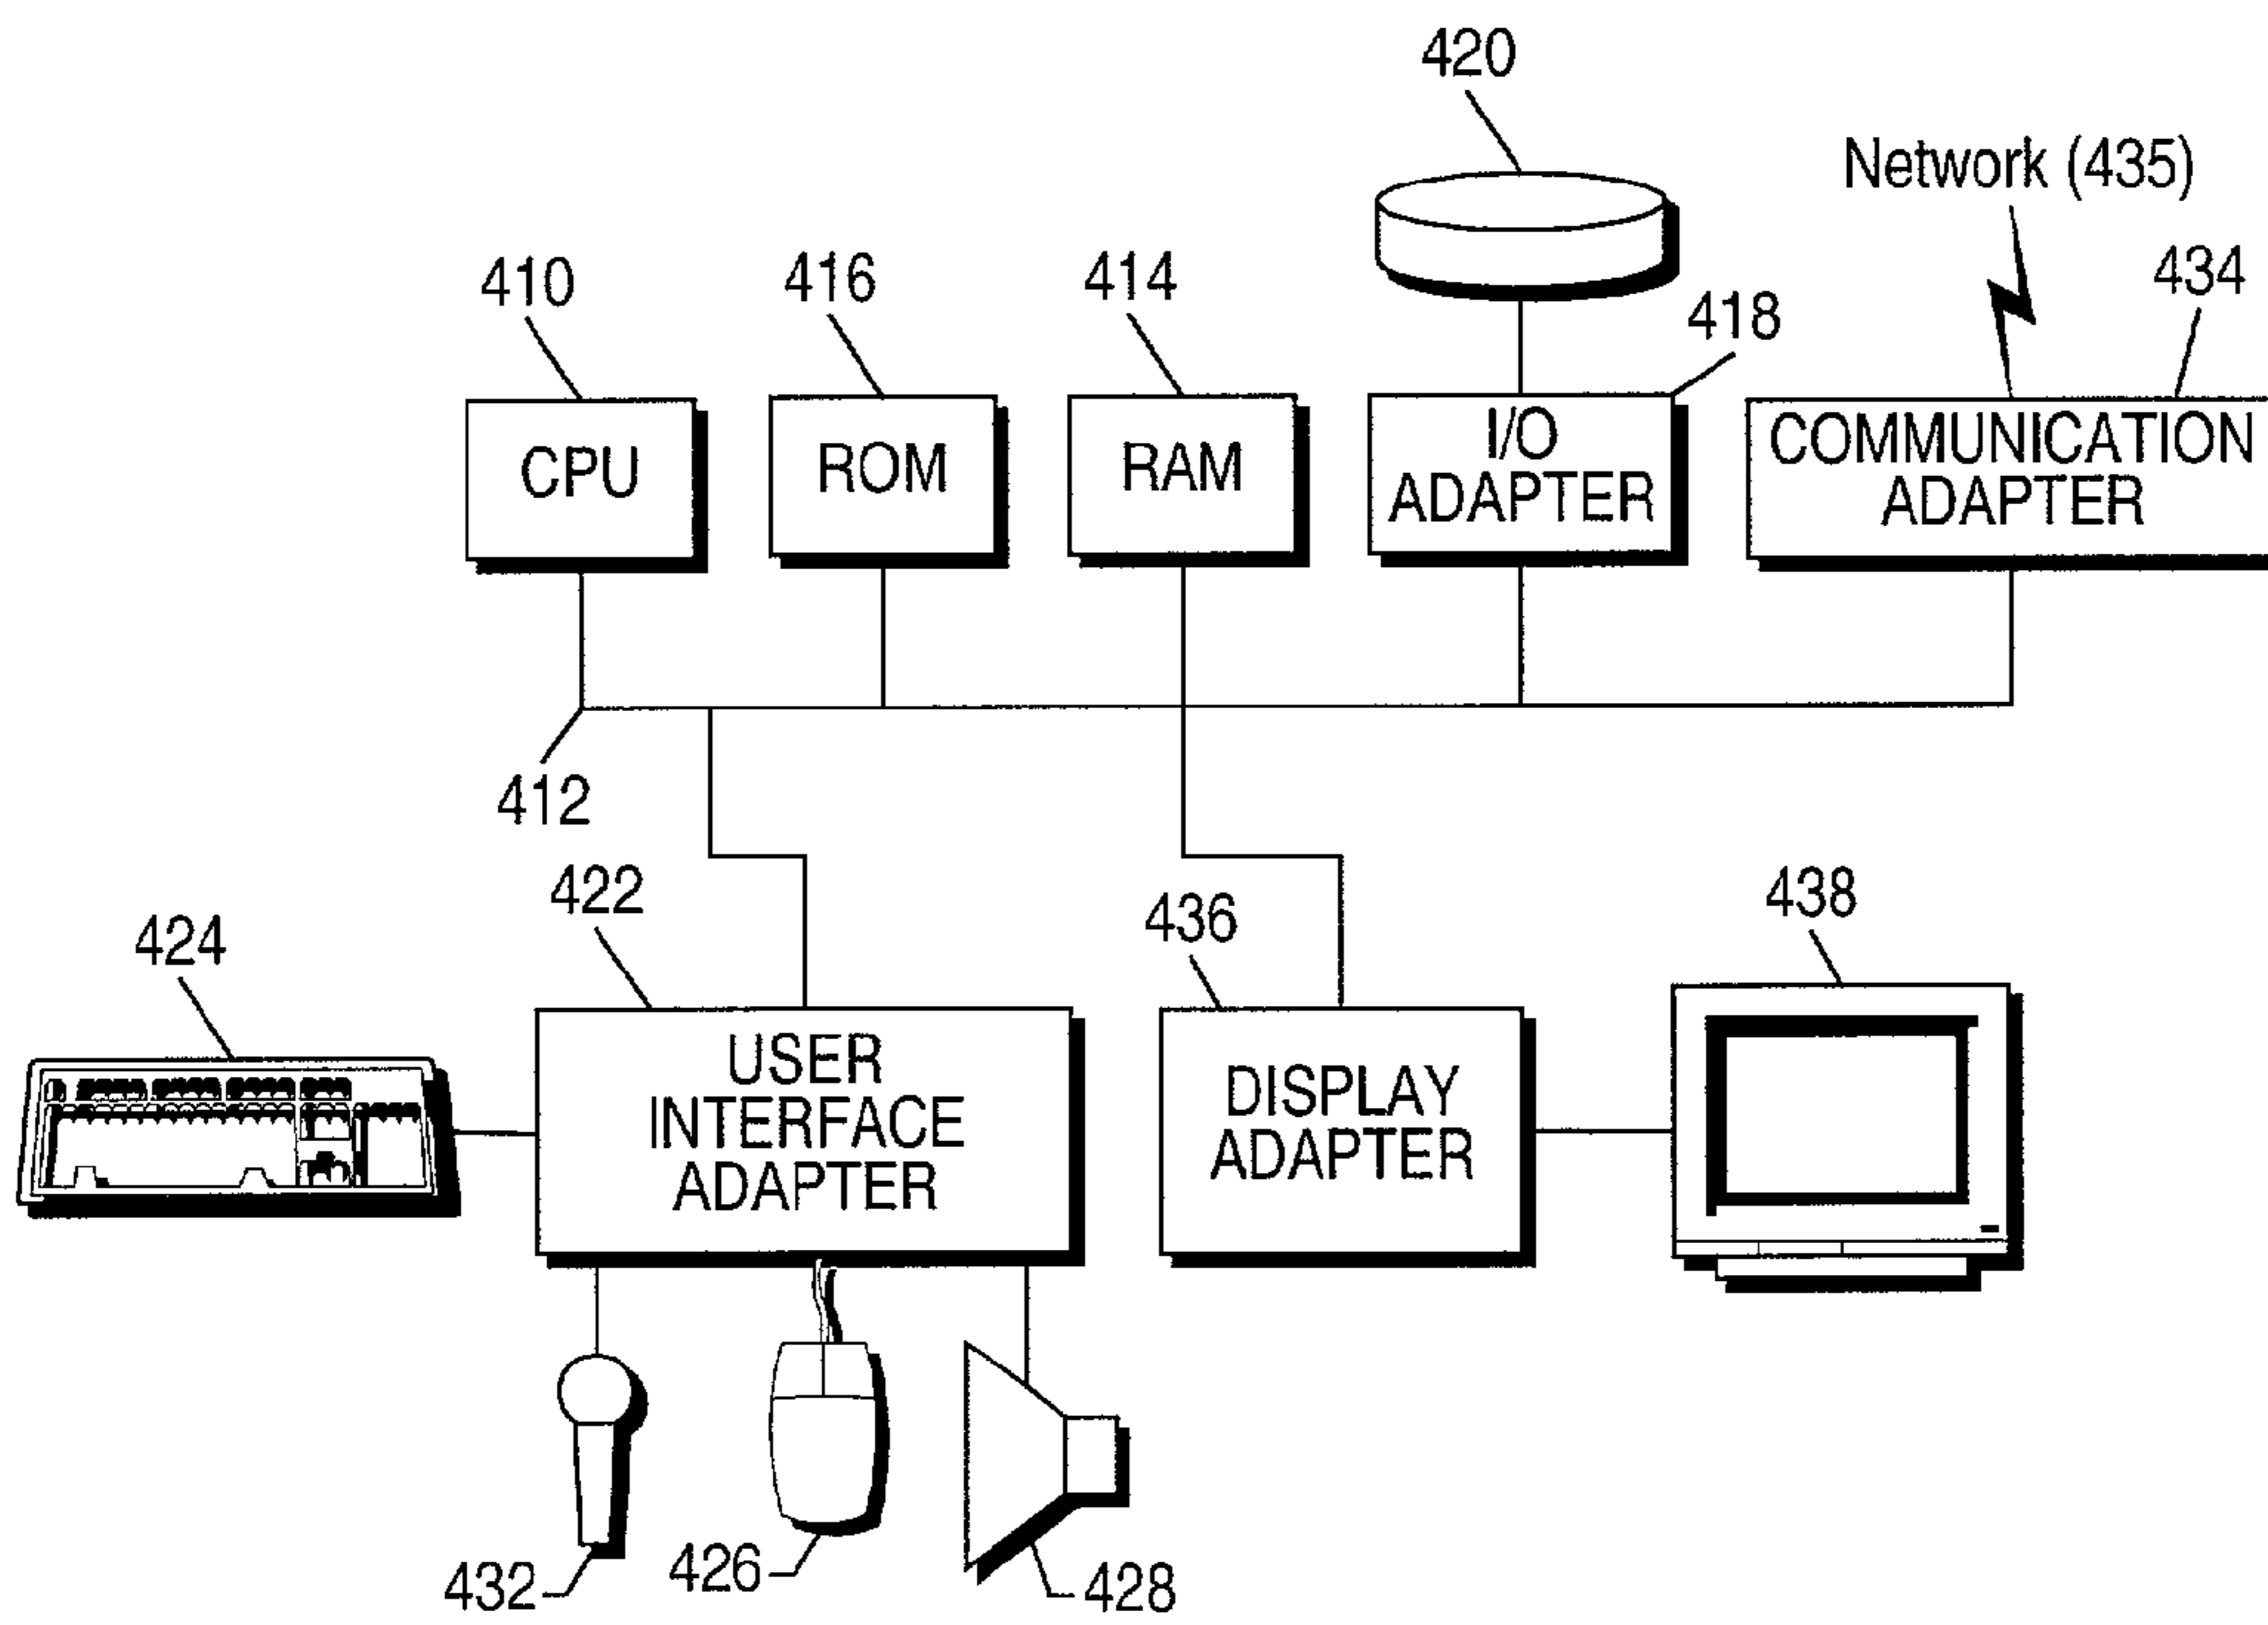 420
Network (435)
410
416
414
434
418
CPU
ROM
RAM
I/O
ADAPTER
COMMUNICATION
ADAPTER
412
422
436
438
424
USER
INTERFACE
ADAPTER
DISPLAY
ADAPTER
432
426
428